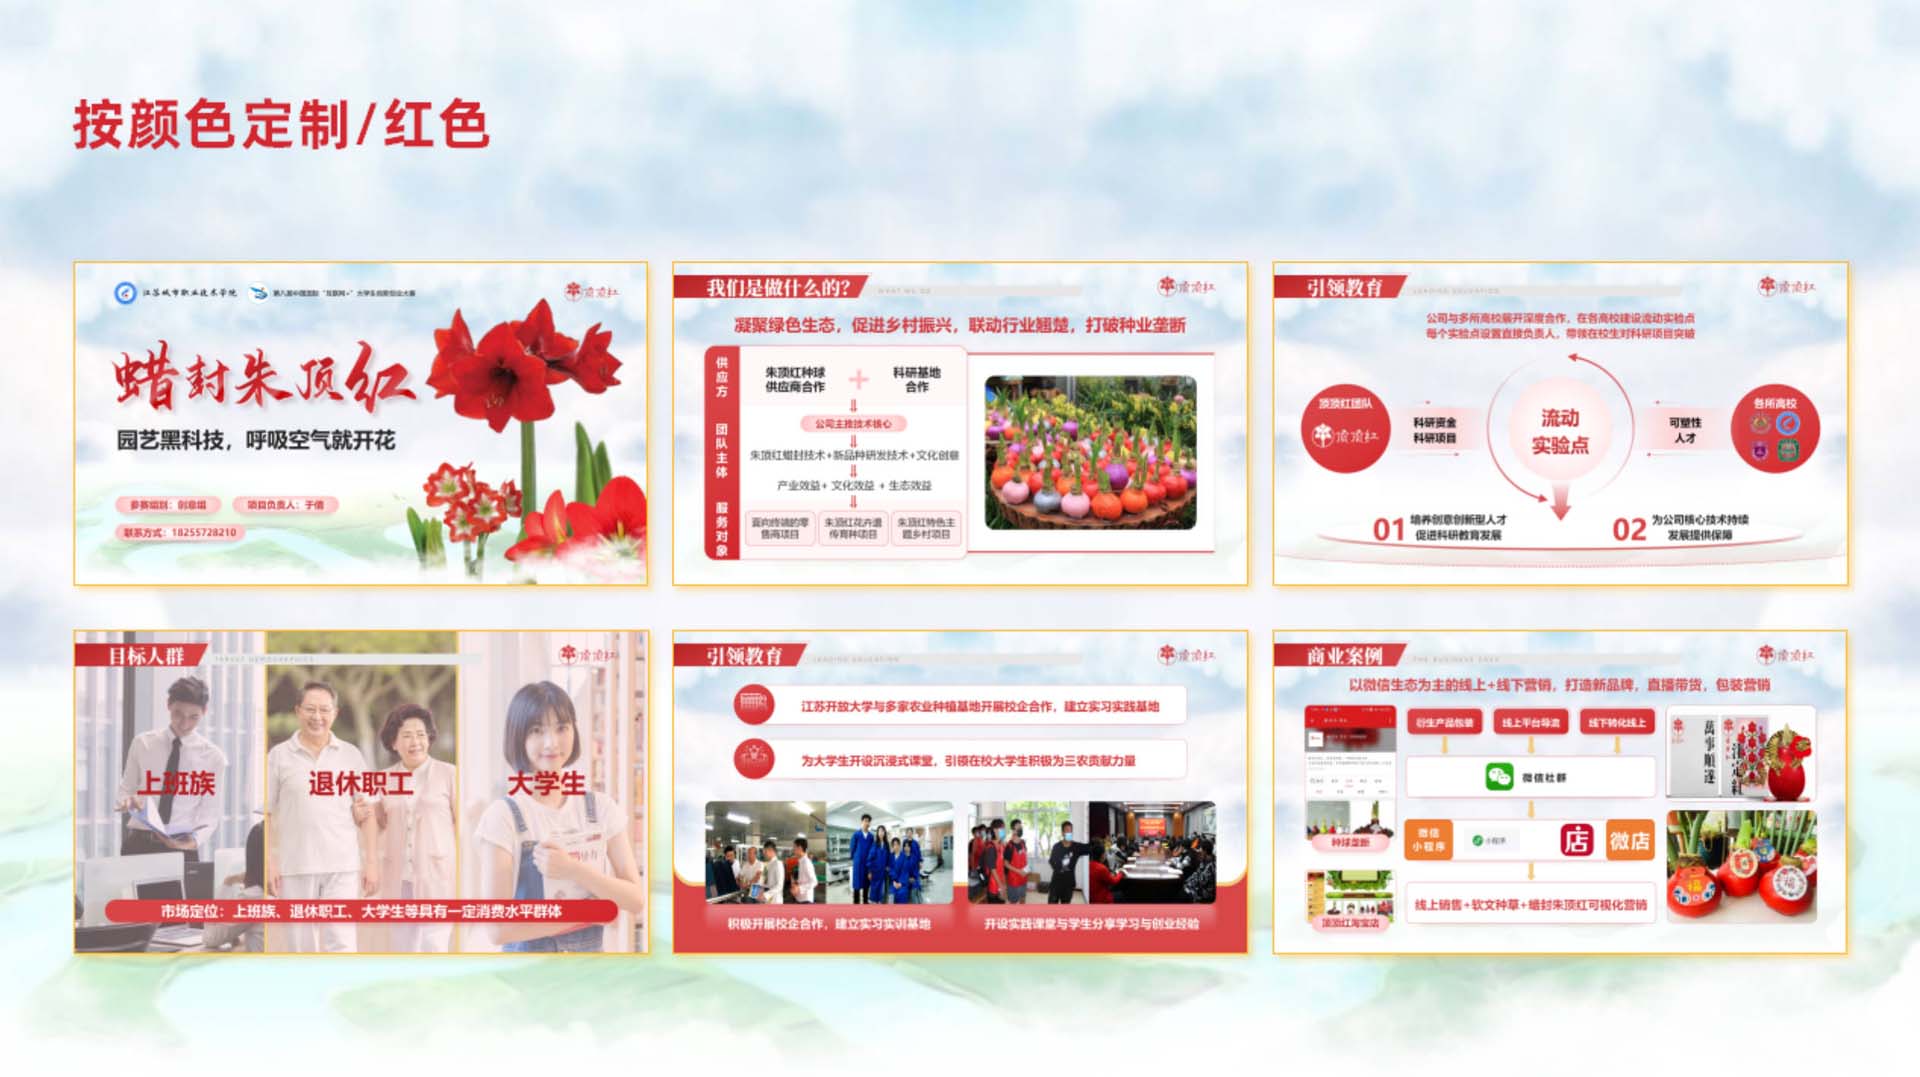 按颜色定制/红色
江苏城市职业技术学院
第八届中国国际"互联网+"大学生创新创业大赛
顶顶红
蜡封朱顶红
园艺黑科技，呼吸空气就开花
参赛组别：创意组
项目负责人：于倩
联系方式：18255728210
我们是做什么的？
WHAT WE DO
顶顶红
凝聚绿色生态，促进乡村振兴，联动行业翘楚，打破种业垄断
供应方
朱顶红种球
供应商合作
科研基地
合作
公司主推技术核心
团队主体
朱顶红蜡封技术+新品种研发技术+文化创意
产业效益+ 文化效益 + 生态效益
服务对象
面向终端的零
售商项目
朱顶红花卉遗
传育种项目
朱顶红特色主
题乡村项目
引领教育
LEADING EDUCATION
顶顶红
公司与多所高校展开深度合作，在各高校建设流动实验点
每个实验点设置直接负责人，带领在校生对科研项目突破
顶顶红团队
顶顶红
科研资金
科研项目
流动
实验点
可塑性
人才
各所高校
01
培养创意创新型人才
促进科研教育发展
02
为公司核心技术持续
发展提供保障
目标人群
TARGET DEMOGRAPHICS
顶顶红
上班族
退休职工
大学生
市场定位：上班族、退休职工、大学生等具有一定消费水平群体
引领教育
LEADING EDUCATION
顶顶红
江苏开放大学与多家农业种植基地开展校企合作，建立实习实践基地
为大学生开设沉浸式课堂，引领在校大学生积极为三农贡献力量
积极开展校企合作，建立实习实训基地
开设实践课堂与学生分享学习与创业经验
商业案例
THE BUSINESS CASE
顶顶红
以微信生态为主的线上+线下营销，打造新品牌，直播带货，包装营销
衍生产品包装
线上平台导流
线下转化线上
微信社群
种球垄断
微信
小程序
小程序
店
微店
顶顶红淘宝店
线上销售+软文种草+蜡封朱顶红可视化营销
萬事順遂
福
福